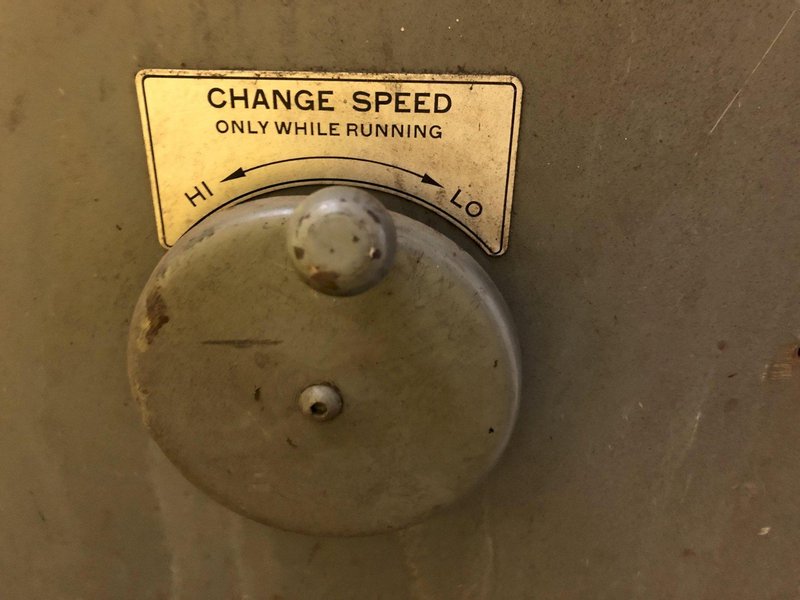 CHANGE SPEED
ONLY WHILE RUNNING
HI LO